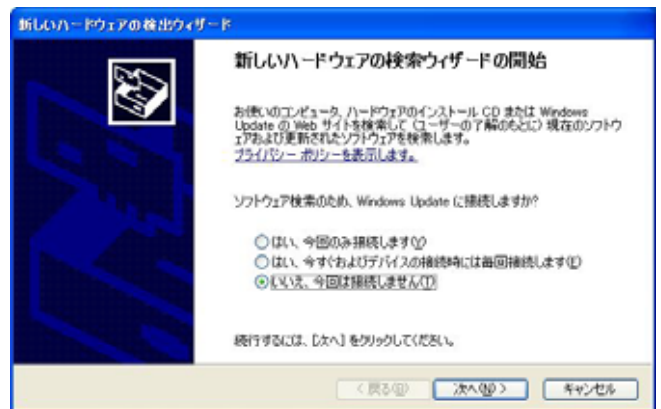 新しいハードウェアの検出ウィザード
新しいハードウェアの検索ウィザードの開始
お使いのコンピュータ、ハードウェアのインストール CD または Windows
Update の Web サイトを検索して (ユーザーの了解のもとに) 現在のソフトウ
ェアおよび更新されたソフトウェアを検索します。
プライバシー ポリシーを表示します。
ソフトウェア検索のため、Windows Update に接続しますか?
はい、今回のみ接続します(Y)
はい、今すぐおよびデバイスの接続時には毎回接続します(E)
いいえ、今回は接続しません(T)
続行するには、[次へ] をクリックしてください。
< 戻る(B)
次へ(N) >
キャンセル